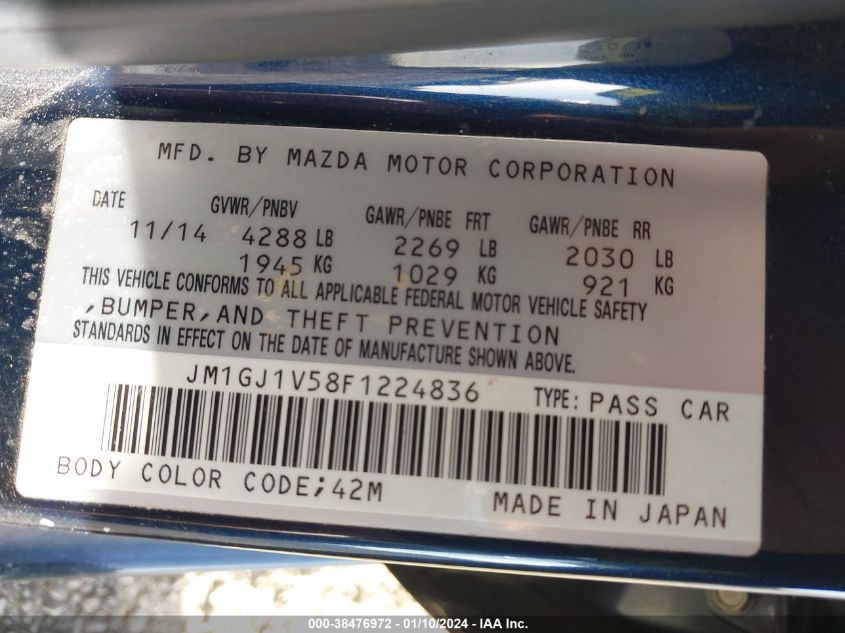 MFD. BY MAZDA MOTOR CORPORATION
DATE GVWR/PNBV GAWR/PNBE FRT GAWR/PNBE RR
11/14 4288 LB 2269 LB 2030 LB
1945 KG 1029 KG 921 KG
THIS VEHICLE CONFORMS TO ALL APPLICABLE FEDERAL MOTOR VEHICLE SAFETY
,BUMPER,AND THEFT PREVENTION
STANDARDS IN EFFECT ON THE DATE OF MANUFACTURE SHOWN ABOVE.
JM1GJ1V58F1224836 TYPE: PASS CAR
BODY COLOR CODE;42M MADE IN JAPAN
000-38476972 - 01/10/2024 - IAA Inc.